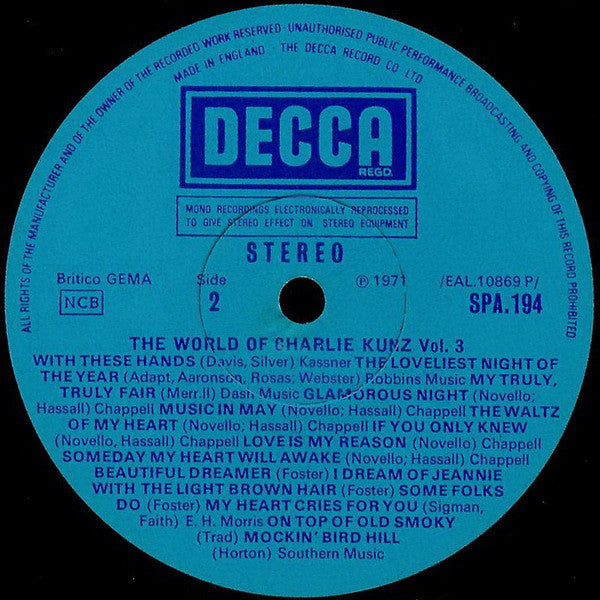 ALL RIGHTS OF THE MANUFACTURER AND OF THE OWNER OF THE RECORDED WORK RESERVED · UNAUTHORISED PUBLIC PERFORMANCE BROADCASTING AND COPYING OF THIS RECORD PROHIBITED
MADE IN ENGLAND · THE DECCA RECORD CO LTD
DECCA
REGD.
MONO RECORDINGS ELECTRONICALLY REPROCESSED
TO GIVE STEREO EFFECT ON STEREO EQUIPMENT
STEREO
Britico GEMA Side ℗ 1971 /EAL.10869 P/
NCB 2 SPA.194
THE WORLD OF CHARLIE KUNZ Vol. 3
WITH THESE HANDS (Davis, Silver) Kassner THE LOVELIEST NIGHT OF
THE YEAR (Adapt, Aaronson, Rosas: Webster) Robbins Music MY TRULY,
TRULY FAIR (Merr.ll) Dash Music GLAMOROUS NIGHT (Novello;
Hassall) Chappell MUSIC IN MAY (Novello; Hassall) Chappell THE WALTZ
OF MY HEART (Novello; Hassall) Chappell IF YOU ONLY KNEW
(Novello, Hassall) Chappell LOVE IS MY REASON (Novello) Chappell
SOMEDAY MY HEART WILL AWAKE (Novello; Hassall) Chappell
BEAUTIFUL DREAMER (Foster) I DREAM OF JEANNIE
WITH THE LIGHT BROWN HAIR (Foster) SOME FOLKS
DO (Foster) MY HEART CRIES FOR YOU (Sigman,
Faith) E. H. Morris ON TOP OF OLD SMOKY
(Trad) MOCKIN' BIRD HILL
(Horton) Southern Music